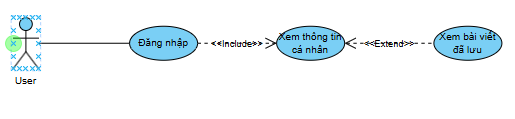 Đăng nhập
<<Include>>
Xem thông tin
cá nhân
<<Extend>>
Xem bài viết
đã lưu
User